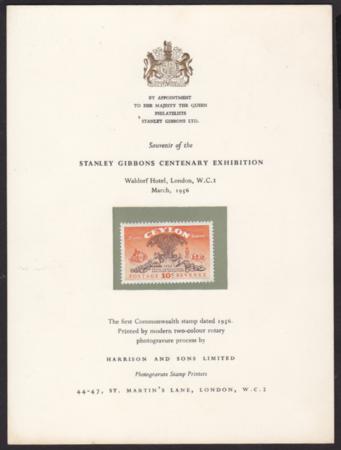 BY APPOINTMENT
TO HER MAJESTY THE QUEEN
PHILATELISTS
STANLEY GIBBONS LTD.
Souvenir of the
STANLEY GIBBONS CENTENARY EXHIBITION
Waldorf Hotel, London, W.C.2
March, 1956
CEYLON
POSTAGE 10c REVENUE
The first Commonwealth stamp dated 1956.
Printed by modern two-colour rotary
photogravure process by
HARRISON AND SONS LIMITED
Photogravure Stamp Printers
44-47, ST. MARTIN'S LANE, LONDON, W.C.2